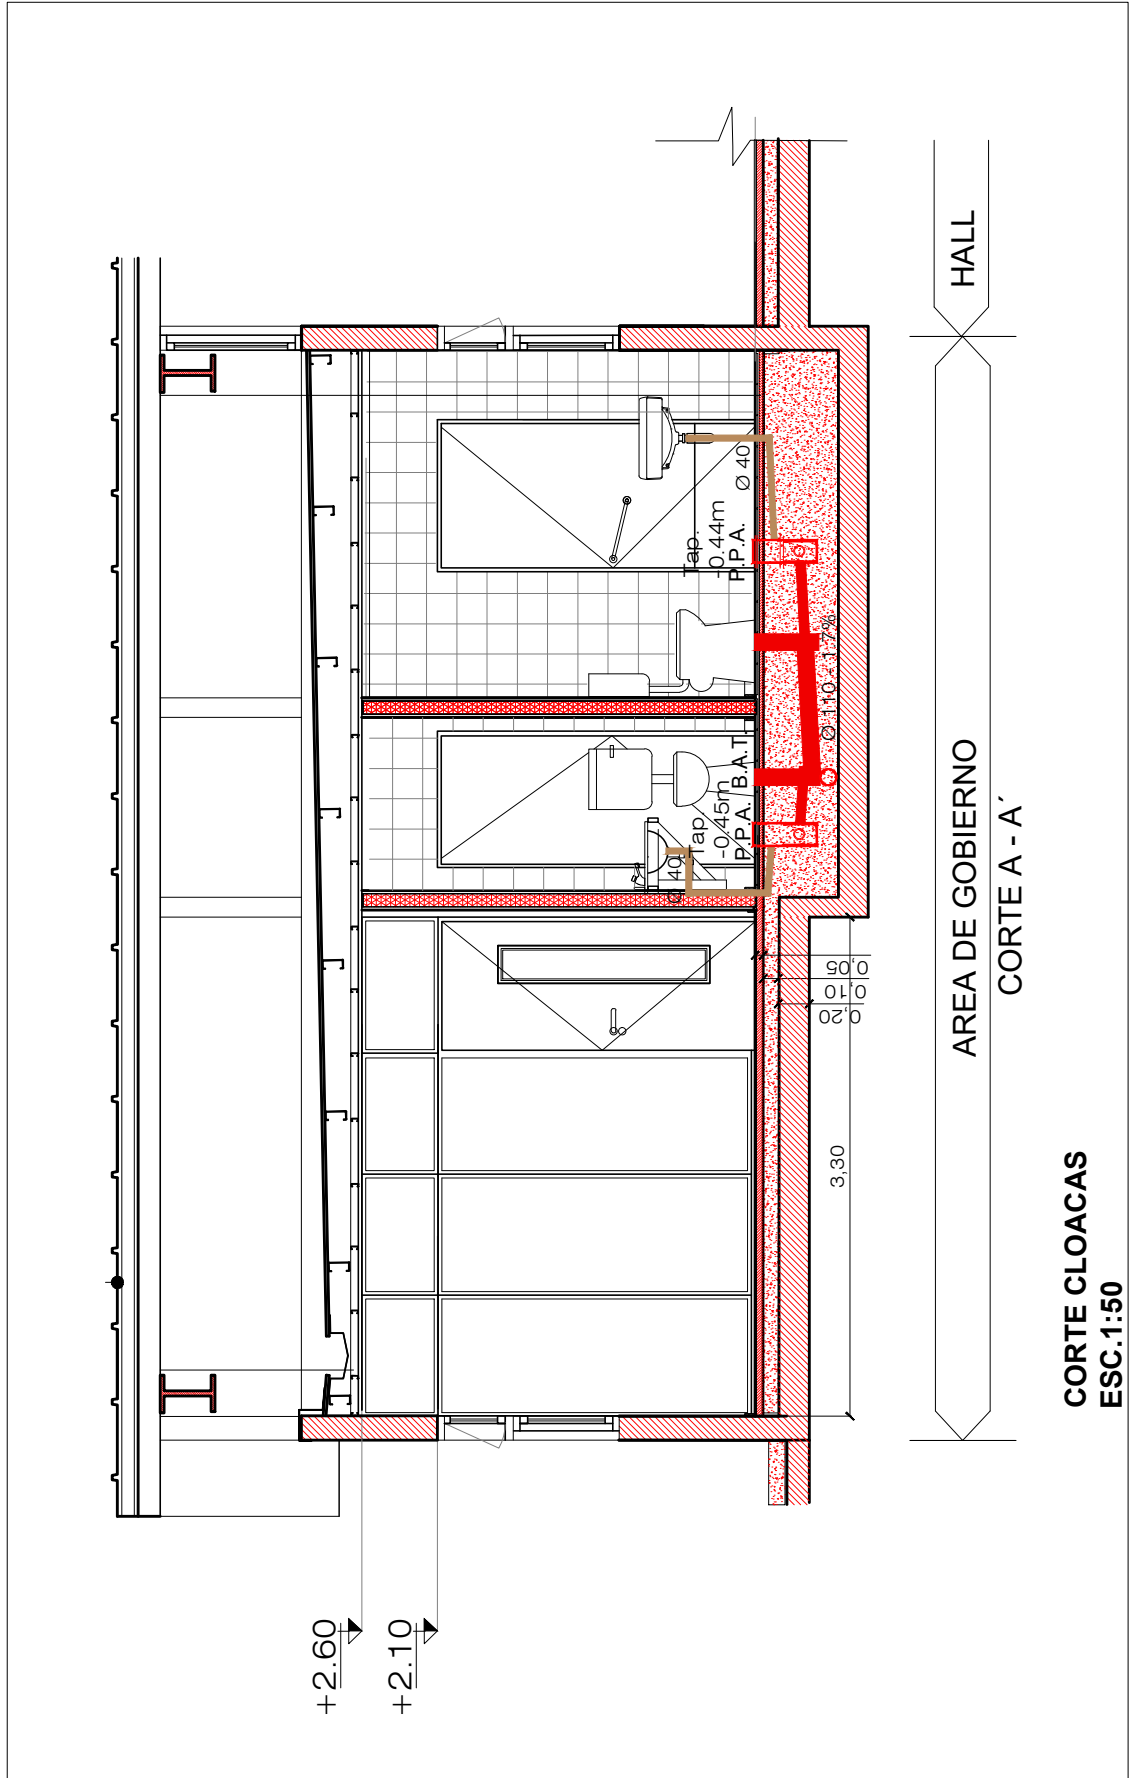 +2.60
+2.10
Tap.
-0.44m
P.P.A.
Ø 40
Tap.
-0.45m
P.P.A. B.A.T.
Ø 40
Ø 110 - 1.7%
0,05
0,10
0,20
3,30
HALL
AREA DE GOBIERNO
CORTE A - A´
CORTE CLOACAS
ESC.1:50